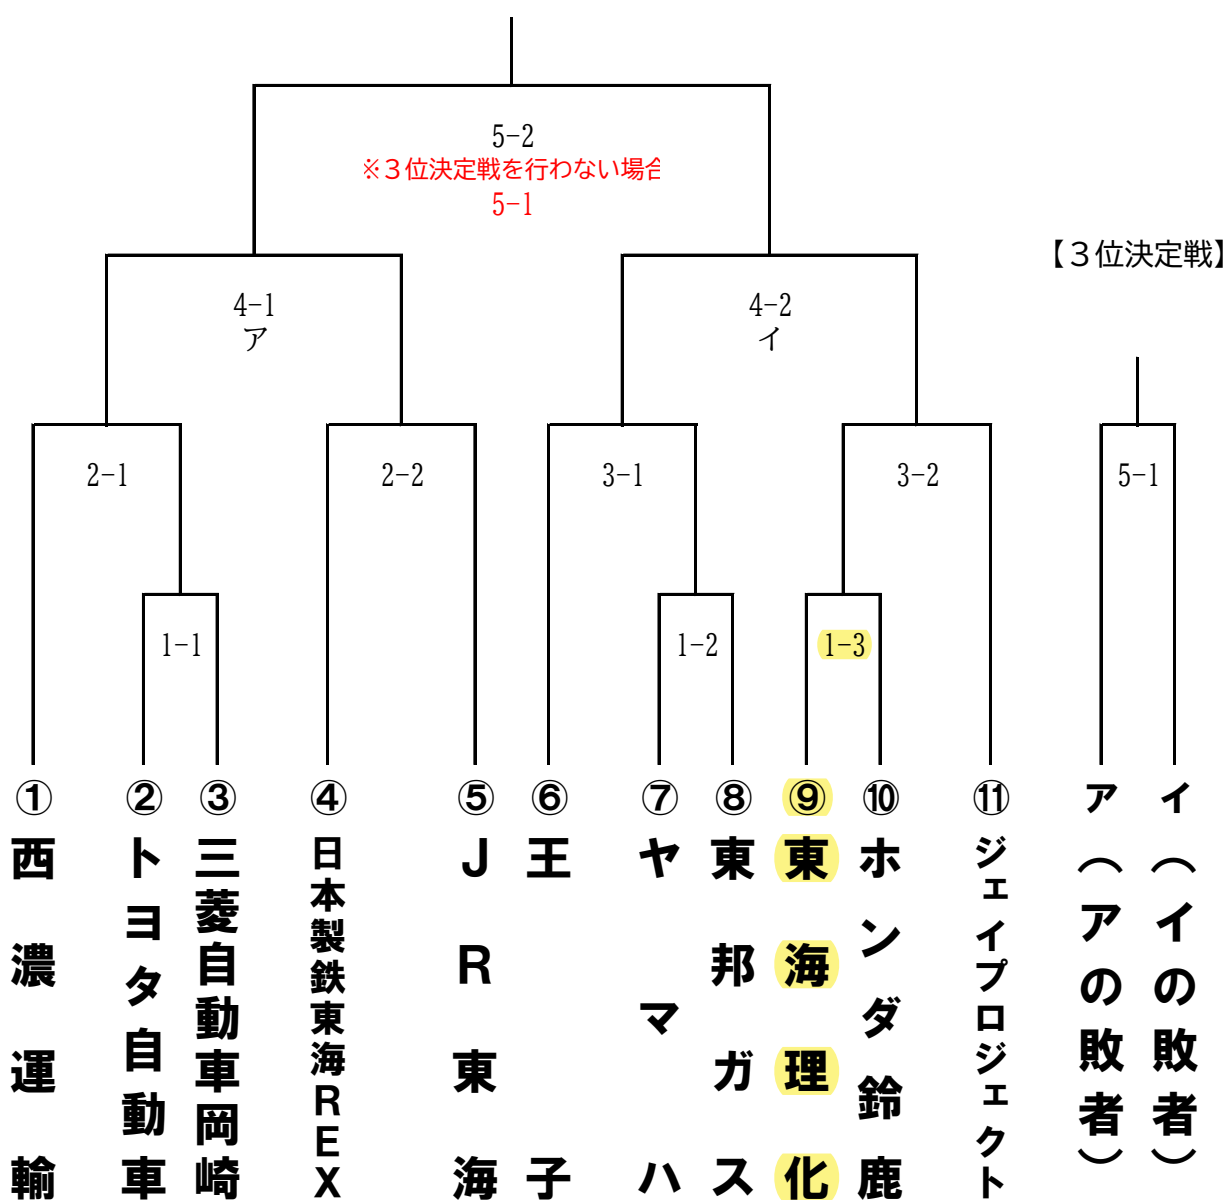 5-2
※３位決定戦を行わない場合
5-1
【３位決定戦】
4-1
ア
4-2
イ
2-1
2-2
3-1
3-2
5-1
1-1
1-2
1-3
①西濃運輸
②トヨタ自動車
③三菱自動車岡崎
④日本製鉄東海REX
⑤JR東海
⑥王子
⑦ヤマハ
⑧東邦ガス
⑨東海理化
⑩ホンダ鈴鹿
⑪ジェイプロジェクト
ア（アの敗者）
イ（イの敗者）